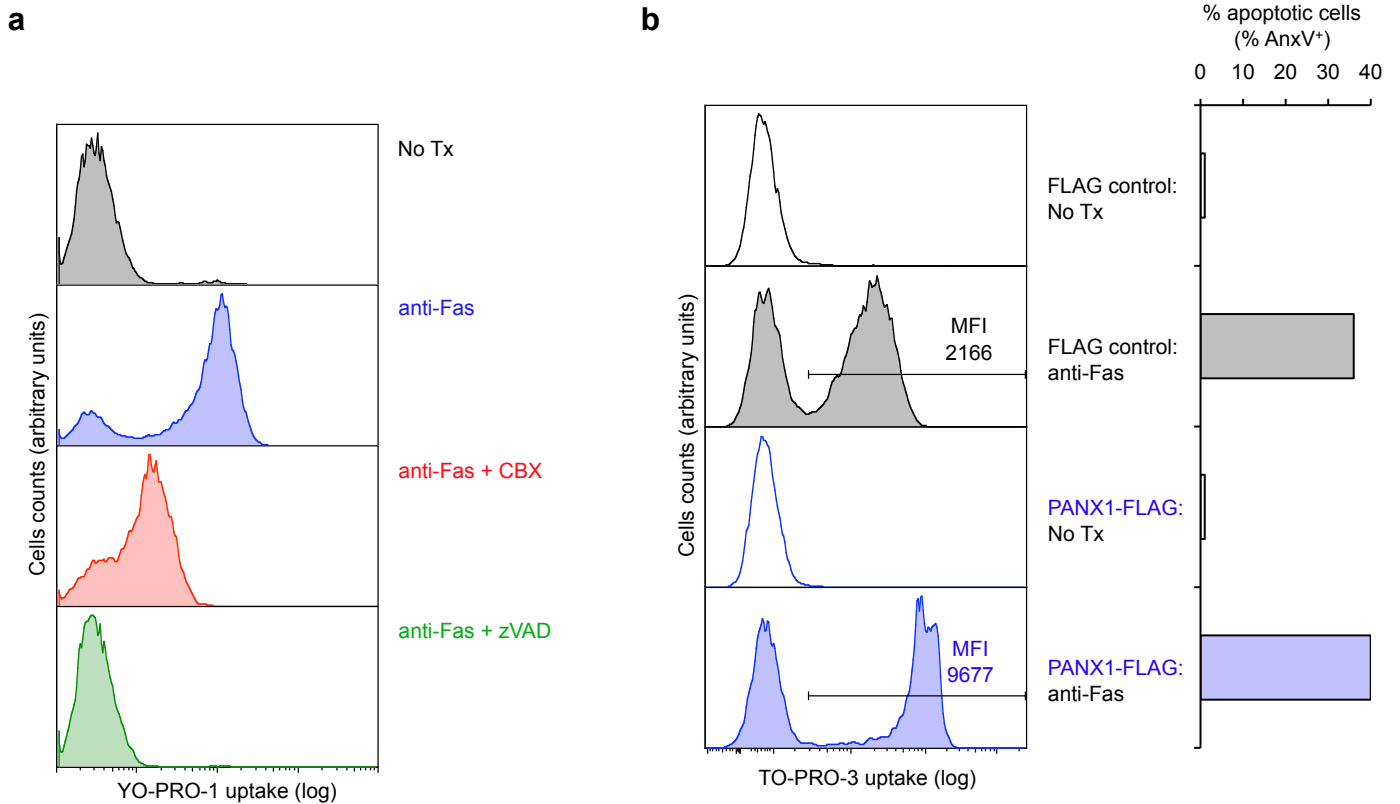 a
No Tx
anti-Fas
anti-Fas + CBX
anti-Fas + zVAD
Cells counts (arbitrary units)
YO-PRO-1 uptake (log)
b
% apoptotic cells
(% AnxV⁺)
0 10 20 30 40
FLAG control:
No Tx
MFI
2166
FLAG control:
anti-Fas
PANX1-FLAG:
No Tx
MFI
9677
PANX1-FLAG:
anti-Fas
Cells counts (arbitrary units)
TO-PRO-3 uptake (log)